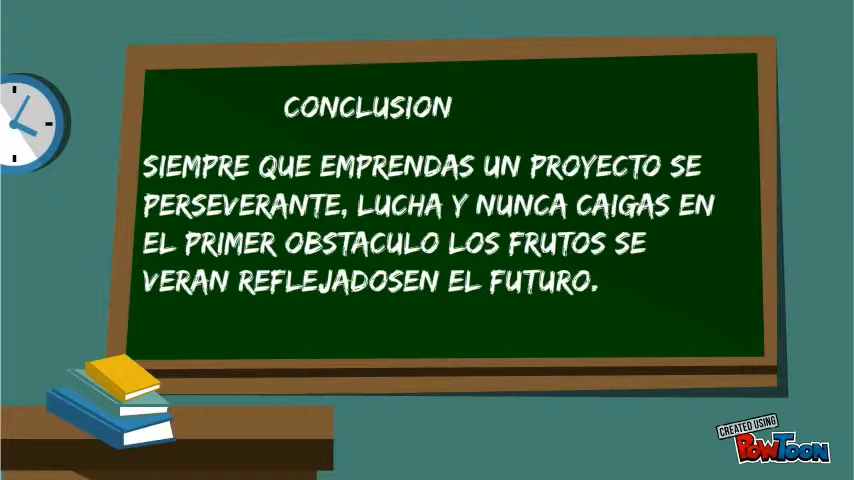 CONCLUSION
SIEMPRE QUE EMPRENDAS UN PROYECTO SE
PERSEVERANTE, LUCHA Y NUNCA CAIGAS EN
EL PRIMER OBSTACULO LOS FRUTOS SE
VERAN REFLEJADOSEN EL FUTURO.
CREATED USING
POWTOON